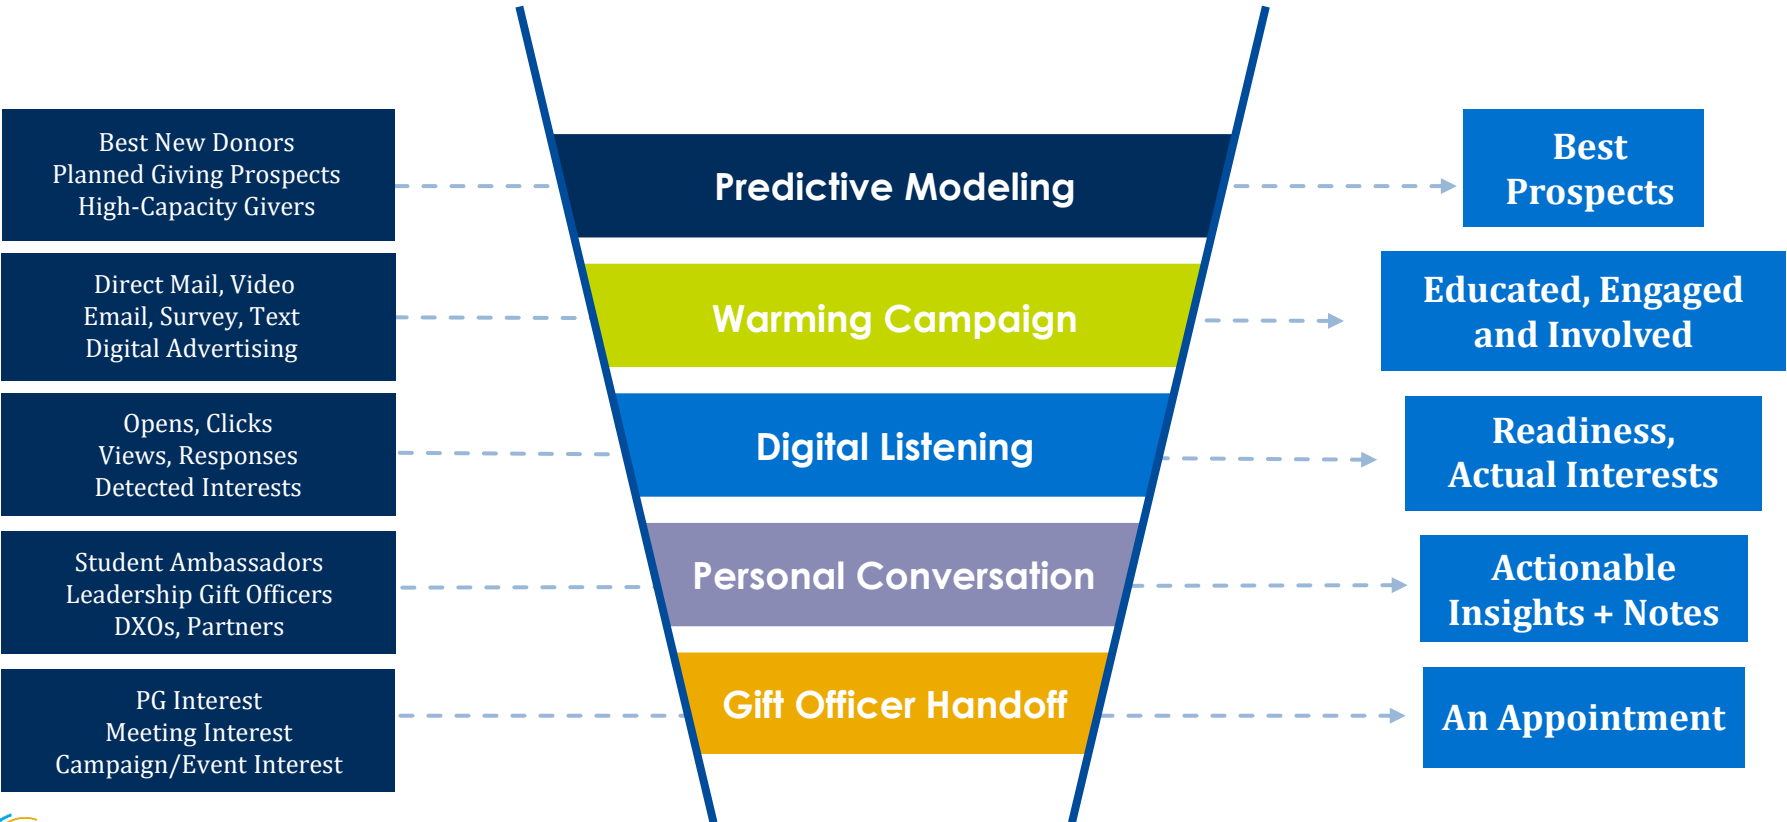 Best New Donors
Planned Giving Prospects
High-Capacity Givers
Predictive Modeling
Best
Prospects
Direct Mail, Video
Email, Survey, Text
Digital Advertising
Warming Campaign
Educated, Engaged
and Involved
Opens, Clicks
Views, Responses
Detected Interests
Digital Listening
Readiness,
Actual Interests
Student Ambassadors
Leadership Gift Officers
DXOs, Partners
Personal Conversation
Actionable
Insights + Notes
PG Interest
Meeting Interest
Campaign/Event Interest
Gift Officer Handoff
An Appointment